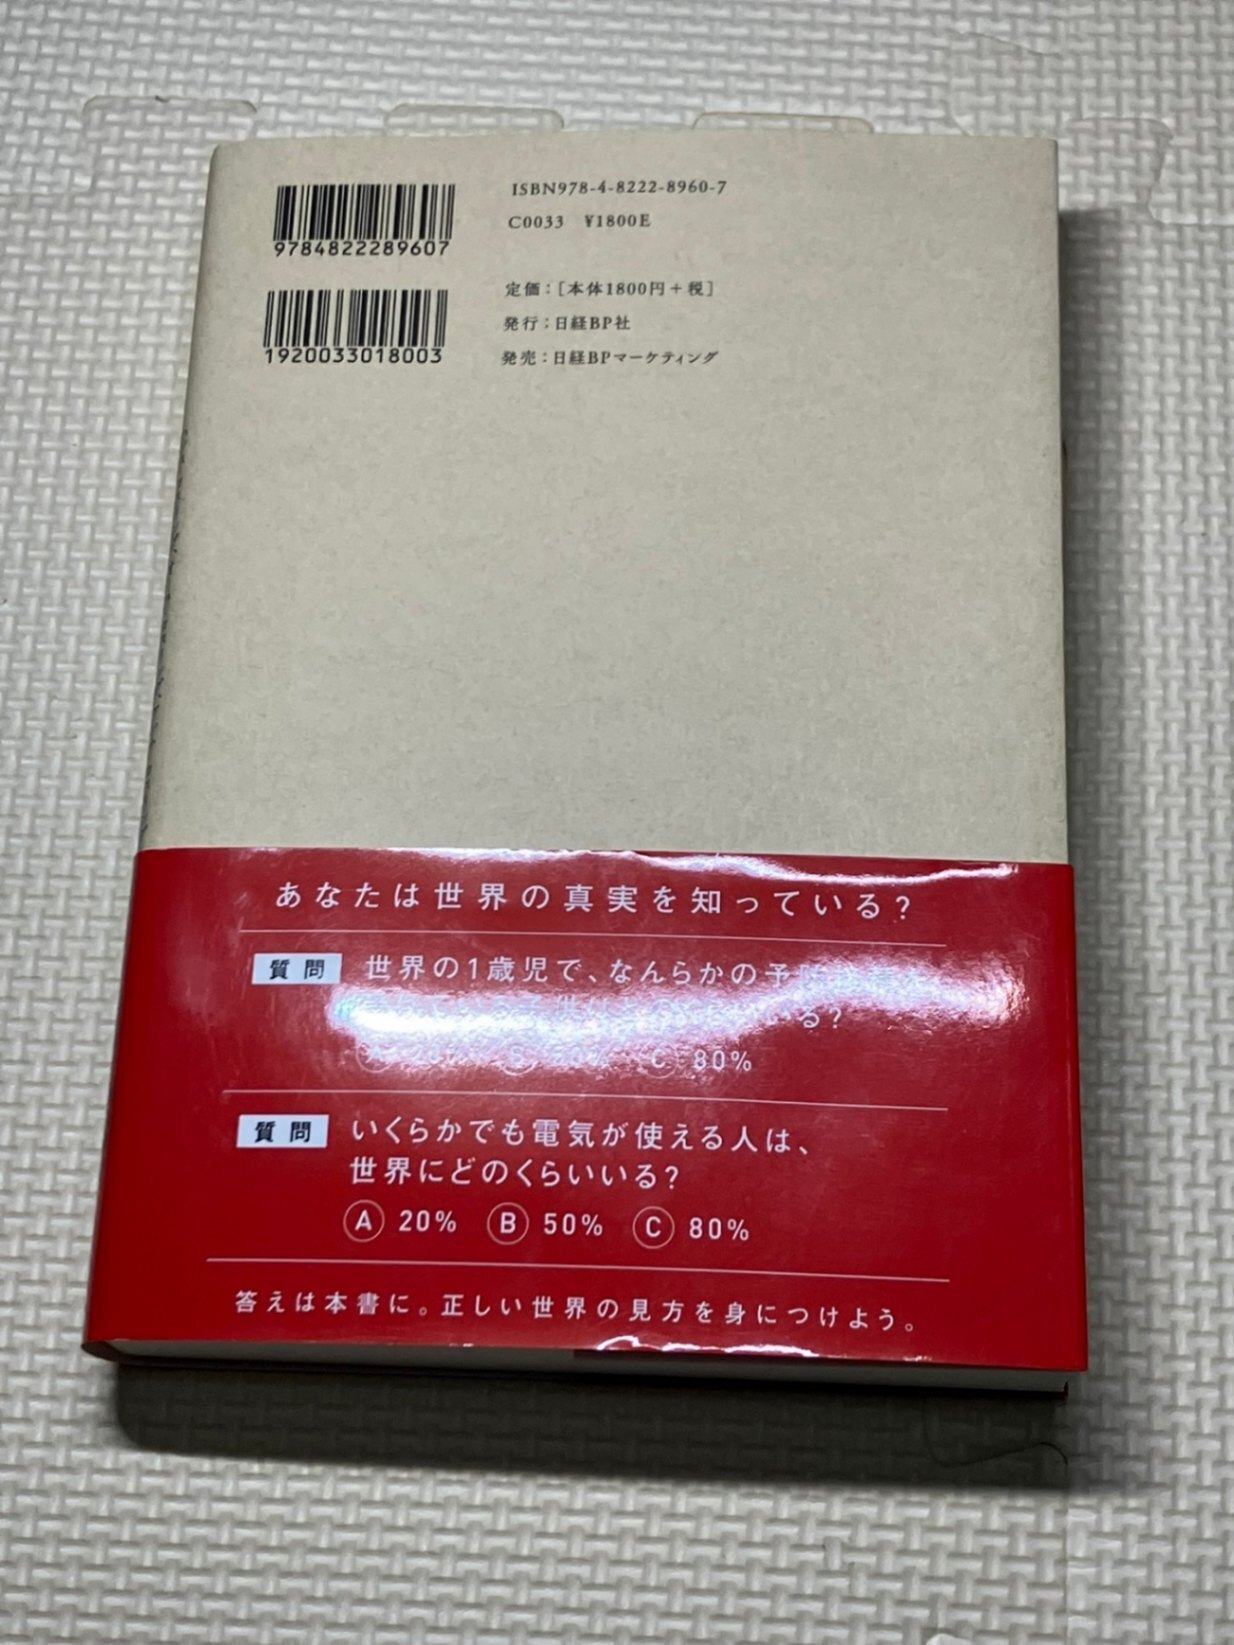 9784822289607
ISBN978-4-8222-8960-7
C0033 ¥1800E
1920033018003
定価：[本体1800円＋税]
発行：日経BP社
発売：日経BPマーケティング
あなたは世界の真実を知っている?
質問 世界の1歳児で、なんらかの予防接種を
る?
C 80%
質問 いくらかでも電気が使える人は、
世界にどのくらいいる?
A 20% B 50% C 80%
答えは本書に。正しい世界の見方を身につけよう。